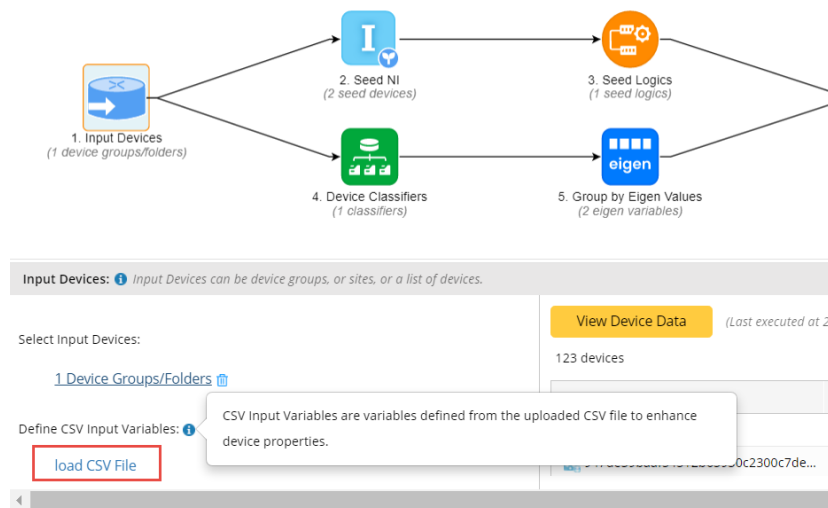 I
2. Seed NI
(2 seed devices)
3. Seed Logics
(1 seed logics)
1. Input Devices
(1 device groups/folders)
eigen
4. Device Classifiers
(1 classifiers)
5. Group by Eigen Values
(2 eigen variables)
Input Devices: Input Devices can be device groups, or sites, or a list of devices.
View Device Data (Last executed at 2
Select Input Devices:
123 devices
1 Device Groups/Folders
Define CSV Input Variables:
CSV Input Variables are variables defined from the uploaded CSV file to enhance
device properties.
load CSV File